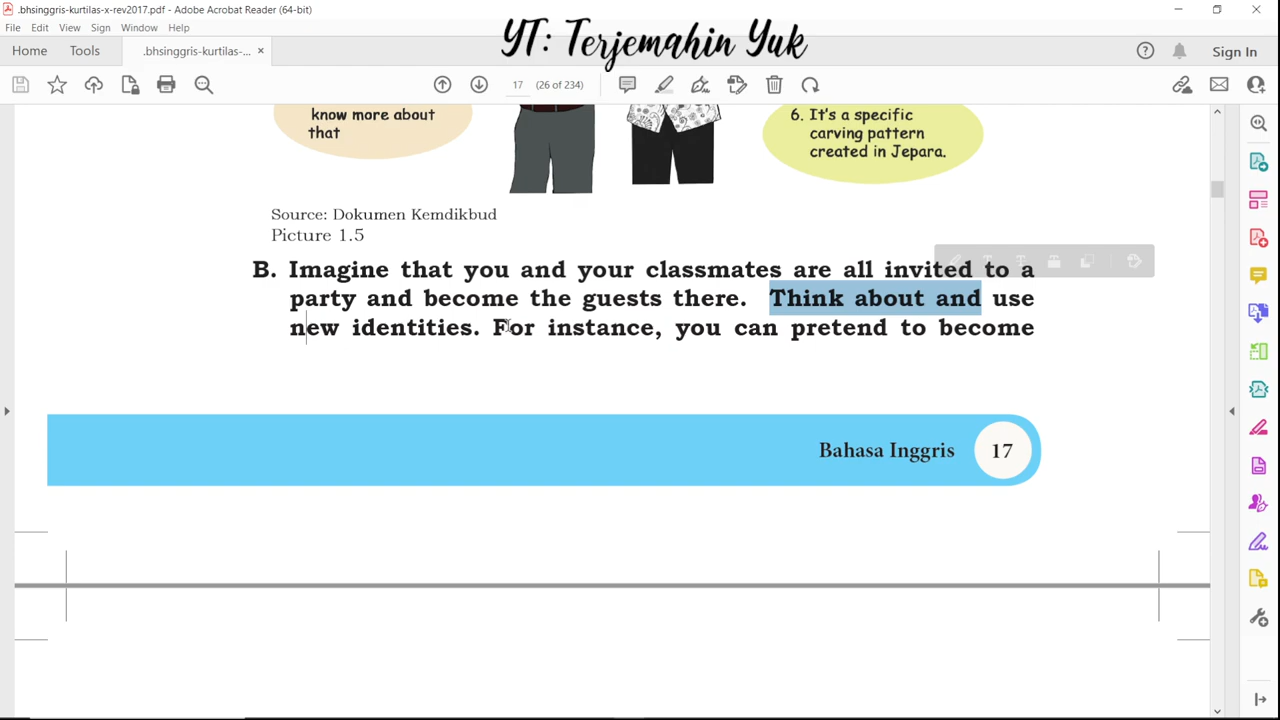 .bhsinggris-kurtilas-x-rev2017.pdf - Adobe Acrobat Reader (64-bit)
File Edit View Sign Window Help
YT: Terjemahin Yuk
Home Tools .bhsinggris-kurtilas-... × Sign In
17 (26 of 234)
know more about
that
6. It's a specific
carving pattern
created in Jepara.
Source: Dokumen Kemdikbud
Picture 1.5
B. Imagine that you and your classmates are all invited to a
party and become the guests there. Think about and use
new identities. For instance, you can pretend to become
Bahasa Inggris 17